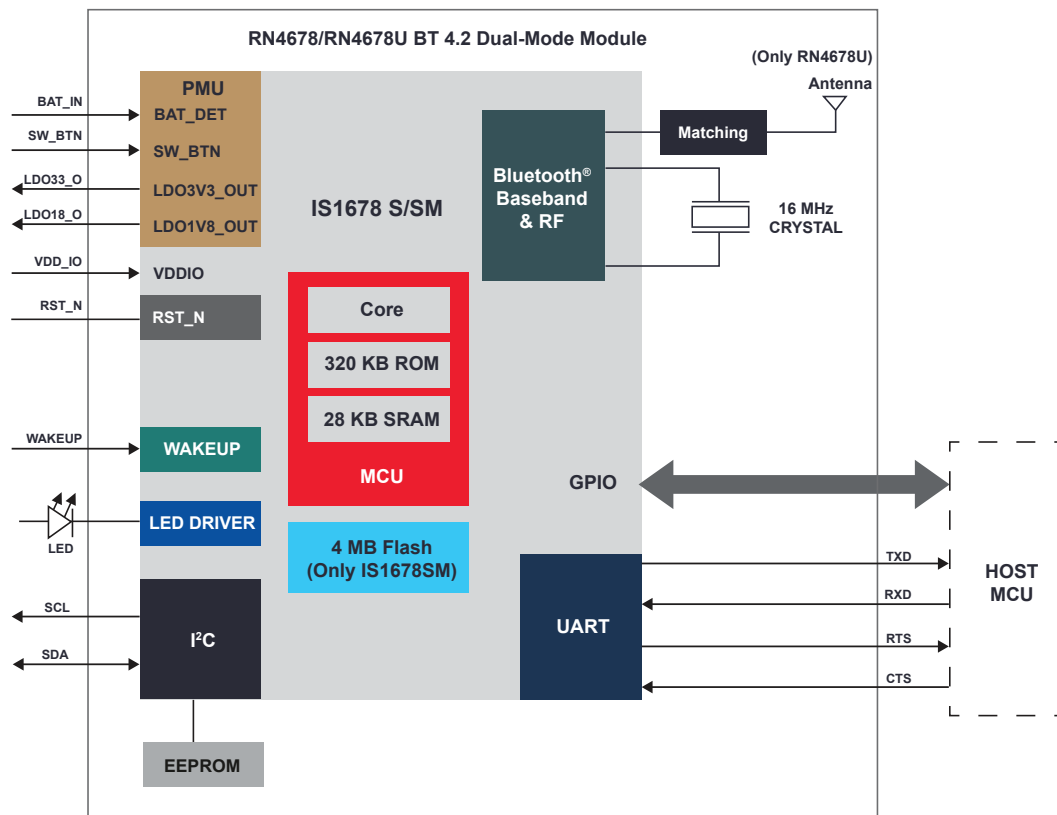 RN4678/RN4678U BT 4.2 Dual-Mode Module
(Only RN4678U)
Antenna
PMU
BAT_IN
BAT_DET
SW_BTN
SW_BTN
LDO33_O
LDO3V3_OUT
LDO18_O
LDO1V8_OUT
VDD_IO
VDDIO
RST_N
RST_N
WAKEUP
WAKEUP
LED
LED DRIVER
SCL
SDA
I²C
EEPROM
IS1678 S/SM
Core
320 KB ROM
28 KB SRAM
MCU
4 MB Flash
(Only IS1678SM)
Bluetooth®
Baseband
& RF
Matching
16 MHz
CRYSTAL
GPIO
UART
TXD
RXD
RTS
CTS
HOST
MCU